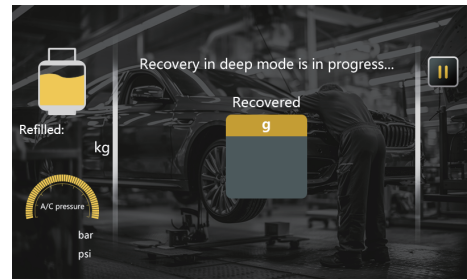 Recovery in deep mode is in progress...
Recovered
g
Refilled:
kg
A/C pressure
bar
psi